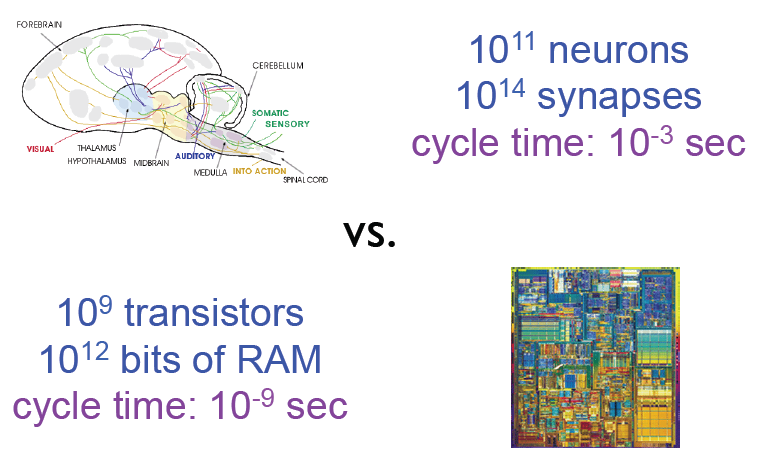 FOREBRAIN
CEREBELLUM
SOMATIC
SENSORY
VISUAL
THALAMUS
HYPOTHALAMUS
MIDBRAIN
AUDITORY
MEDULLA
INTO ACTION
SPINAL CORD
10¹¹ neurons
10¹⁴ synapses
cycle time: 10⁻³ sec
vs.
10⁹ transistors
10¹² bits of RAM
cycle time: 10⁻⁹ sec